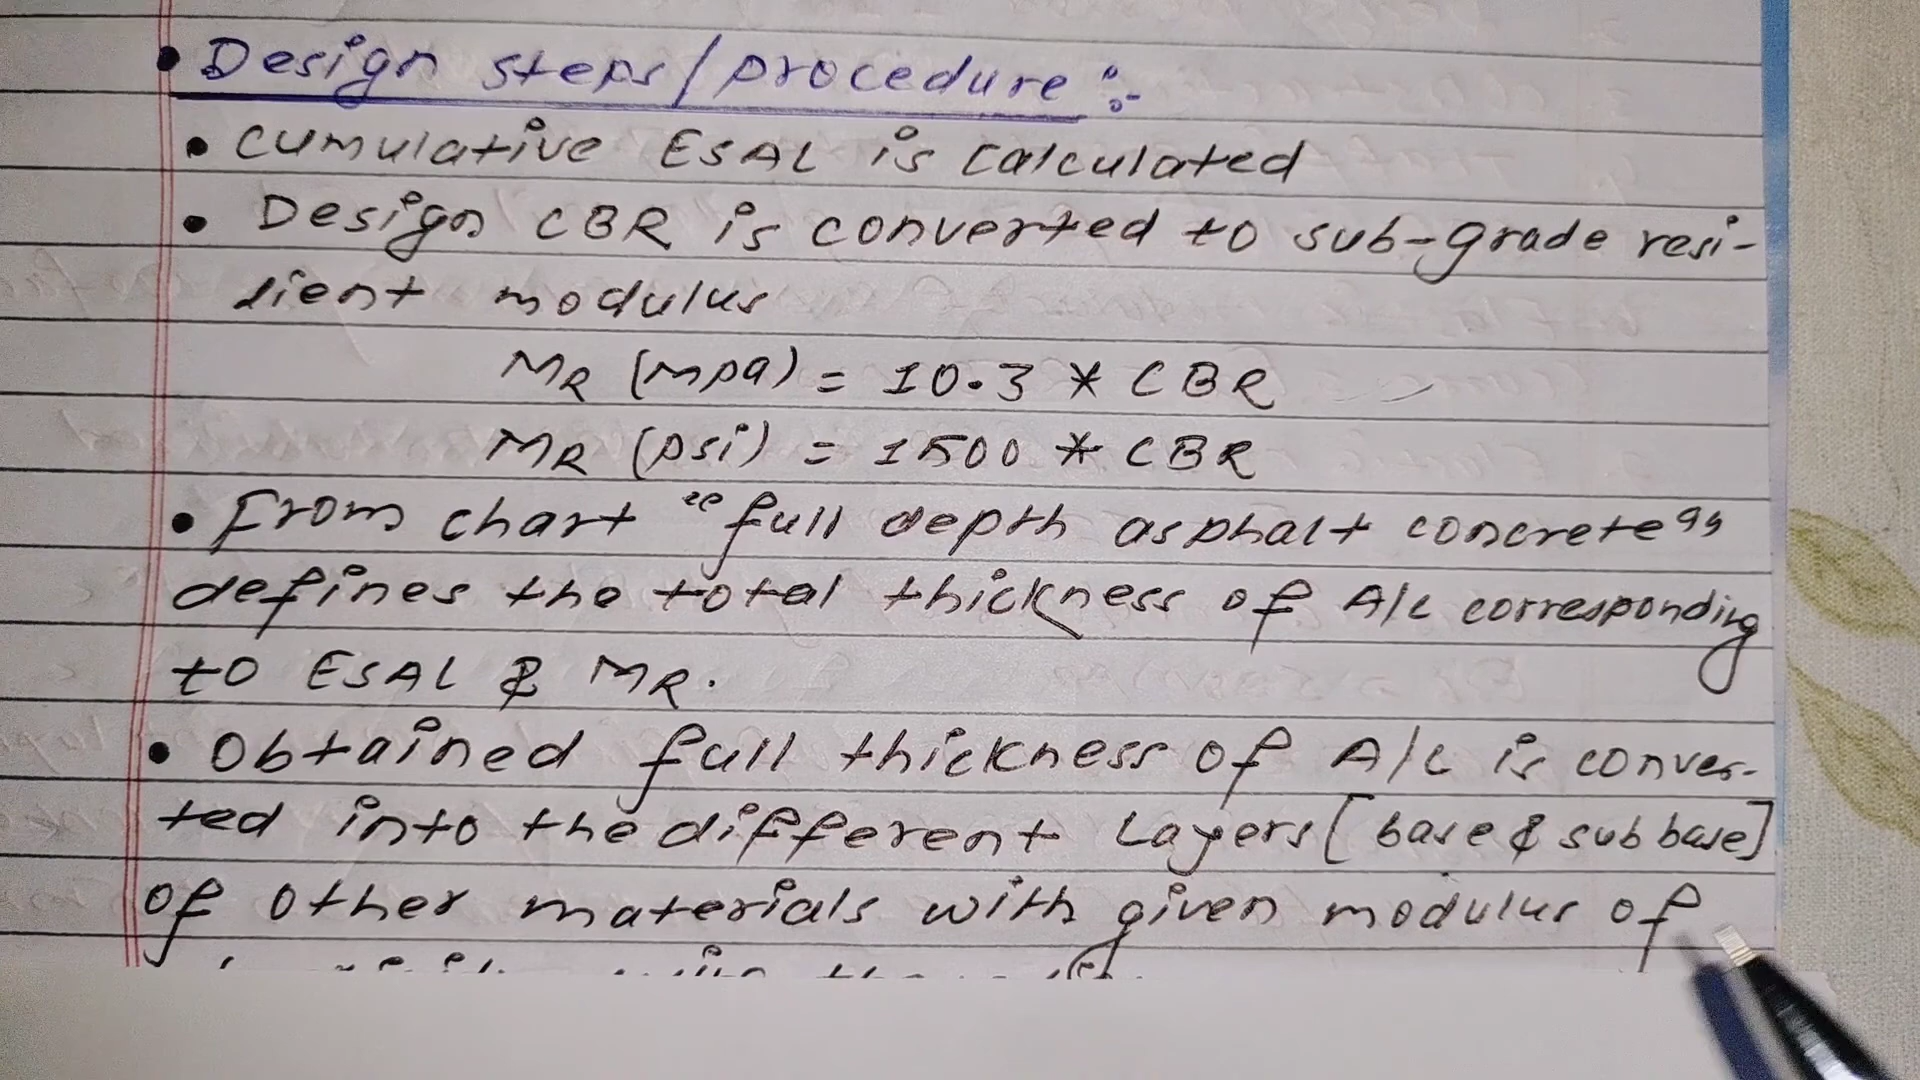 • Design steps/procedure :-
• cumulative ESAL is calculated
• Design CBR is converted to sub-grade resi-
lient modulus
MR (mpa) = 10.3 * CBR
MR (psi) = 1500 * CBR
• From chart "full depth asphalt concrete"
defines the total thickness of A/C corresponding
to ESAL & MR.
• Obtained full thickness of A/C is conver-
ted into the different Layers [base & sub base]
of other materials with given modulus of